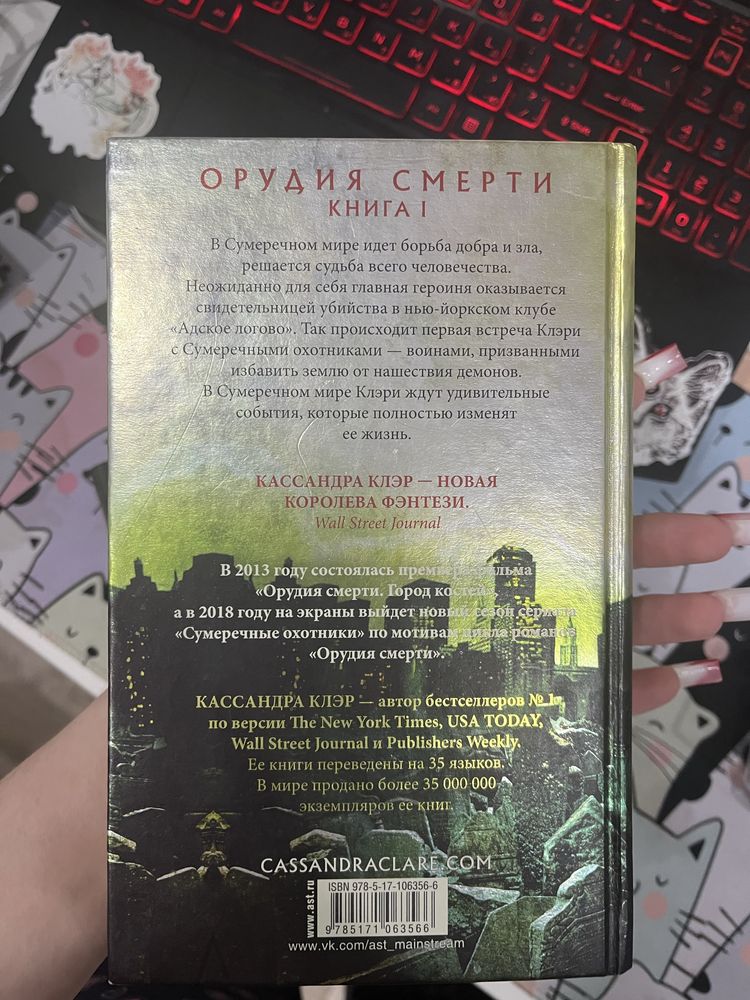 ОРУДИЯ СМЕРТИ
КНИГА I
В Сумеречном мире идет борьба добра и зла,
решается судьба всего человечества.
Неожиданно для себя главная героиня оказывается
свидетельницей убийства в нью-йоркском клубе
«Адское логово». Так происходит первая встреча Клэри
с Сумеречными охотниками — воинами, призванными
избавить землю от нашествия демонов.
В Сумеречном мире Клэри ждут удивительные
события, которые полностью изменят
ее жизнь.
КАССАНДРА КЛЭР — НОВАЯ
КОРОЛЕВА ФЭНТЕЗИ.
Wall Street Journal
В 2013 году состоялась премьера фильма
«Орудия смерти. Город костей»,
а в 2018 году на экраны выйдет новый сезон сериала
«Сумеречные охотники» по мотивам цикла романов
«Орудия смерти».
КАССАНДРА КЛЭР — автор бестселлеров № 1
по версии The New York Times, USA TODAY,
Wall Street Journal и Publishers Weekly.
Ее книги переведены на 35 языков.
В мире продано более 35 000 000
экземпляров ее книг.
CASSANDRACLARE.COM
www.ast.ru
ISBN 978-5-17-106356-6
9 785171 063566
www.vk.com/ast_mainstream
Enter
Shift